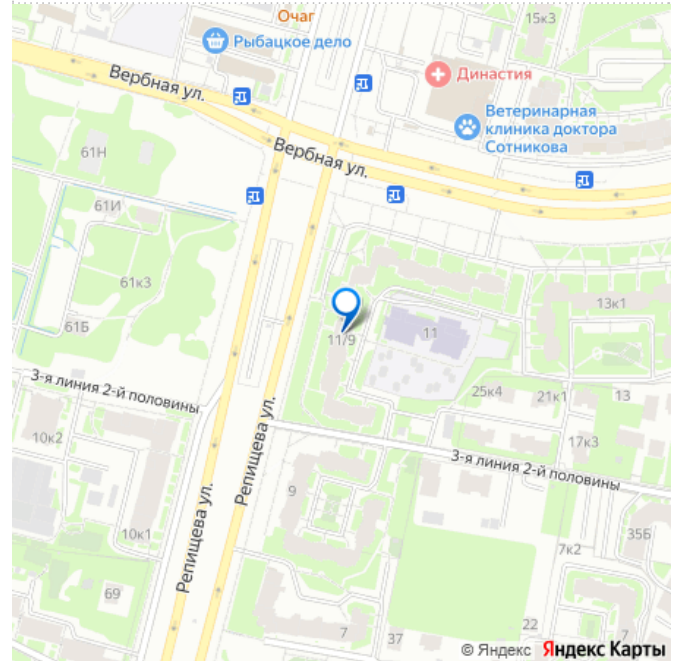 Очаг
15к3
Рыбацкое дело
Династия
Вербная ул.
Ветеринарная
клиника доктора
Сотникова
61Н
Вербная ул.
61И
61к3
13к1
61Б
11/9
11
3-я линия 2-й половины
25к4
21к1
13
10к2
Репищева ул.
17к3
3-я линия 2-й половины
9
10к1
35Б
Репищева ул.
7к2
69
22
7
37
7
© Яндекс Яндекс Карты